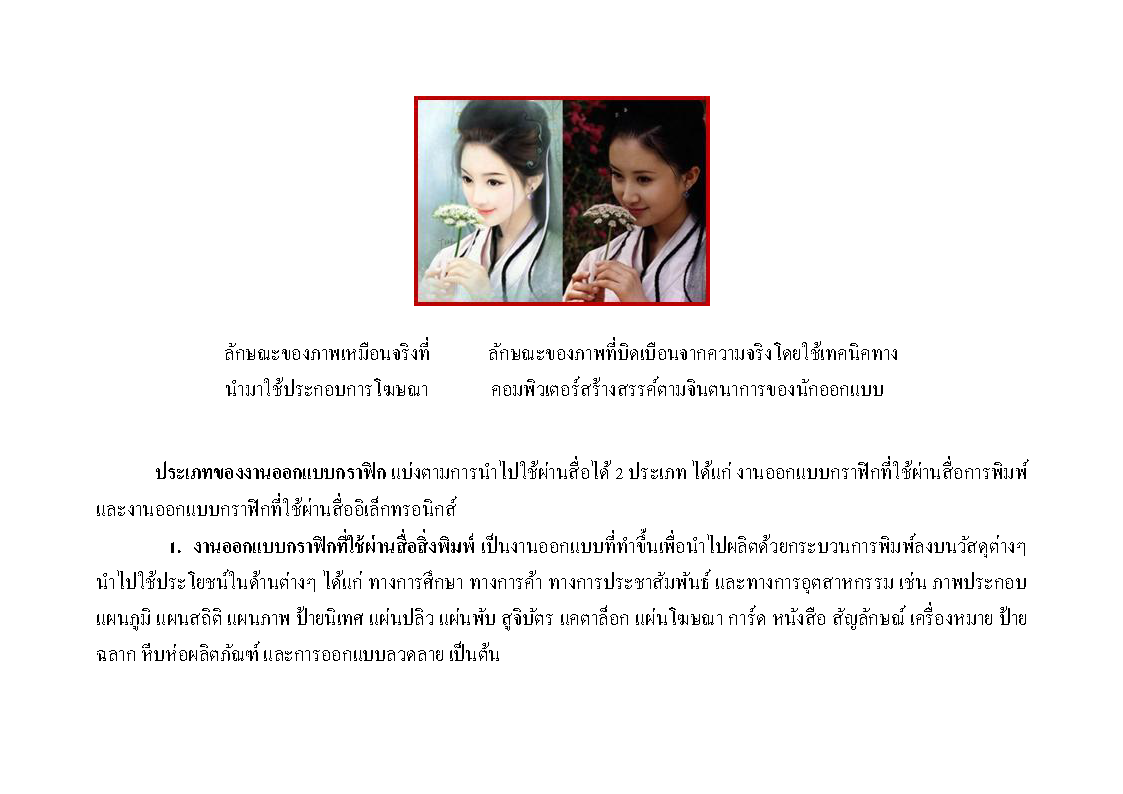 ลักษณะของภาพเหมือนจริงที่ ลักษณะของภาพที่บิดเบือนจากความจริงโดยใช้เทคนิคทาง
นำมาใช้ประกอบการโฆษณา คอมพิวเตอร์สร้างสรรค์ตามจินตนาการของนักออกแบบ
ประเภทของงานออกแบบกราฟิก แบ่งตามการนำไปใช้ผ่านสื่อได้ 2 ประเภท ได้แก่ งานออกแบบกราฟิกที่ใช้ผ่านสื่อการพิมพ์
และงานออกแบบกราฟิกที่ใช้ผ่านสื่ออิเล็กทรอนิกส์
1. งานออกแบบกราฟิกที่ใช้ผ่านสื่อสิ่งพิมพ์ เป็นงานออกแบบที่ทำขึ้นเพื่อนำไปผลิตด้วยกระบวนการพิมพ์ลงบนวัสดุต่างๆ
นำไปใช้ประโยชน์ในด้านต่างๆ ได้แก่ ทางการศึกษา ทางการค้า ทางการประชาสัมพันธ์ และทางการอุตสาหกรรม เช่น ภาพประกอบ
แผนภูมิ แผนสถิติ แผนภาพ ป้ายนิเทศ แผ่นปลิว แผ่นพับ สูจิบัตร แคตาล็อก แผ่นโฆษณา การ์ด หนังสือ สัญลักษณ์ เครื่องหมาย ป้าย
ฉลาก หีบห่อผลิตภัณฑ์ และการออกแบบลวดลาย เป็นต้น